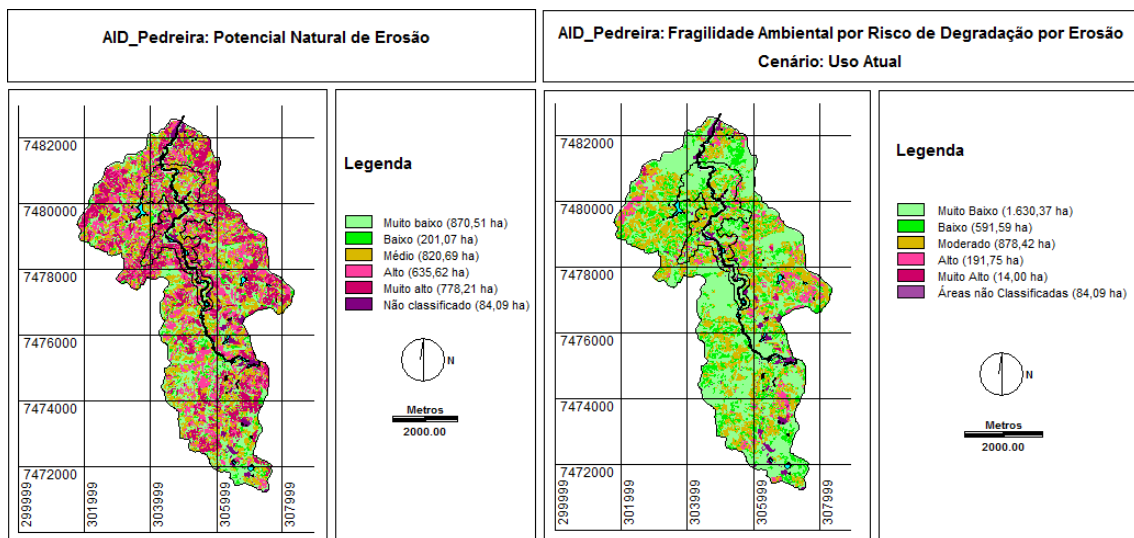 AID_Pedreira: Potencial Natural de Erosão
7482000
7480000
7478000
7476000
7474000
7472000
299999
301999
303999
305999
307999
Legenda
Muito baixo (870,51 ha)
Baixo (201,07 ha)
Médio (820,69 ha)
Alto (635,62 ha)
Muito alto (778,21 ha)
Não classificado (84,09 ha)
N
Metros
2000.00
AID_Pedreira: Fragilidade Ambiental por Risco de Degradação por Erosão
Cenário: Uso Atual
7482000
7480000
7478000
7476000
7474000
7472000
299999
301999
303999
305999
307999
Legenda
Muito Baixo (1.630,37 ha)
Baixo (591,59 ha)
Moderado (878,42 ha)
Alto (191,75 ha)
Muito Alto (14,00 ha)
Áreas não Classificadas (84,09 ha)
N
Metros
2000.00